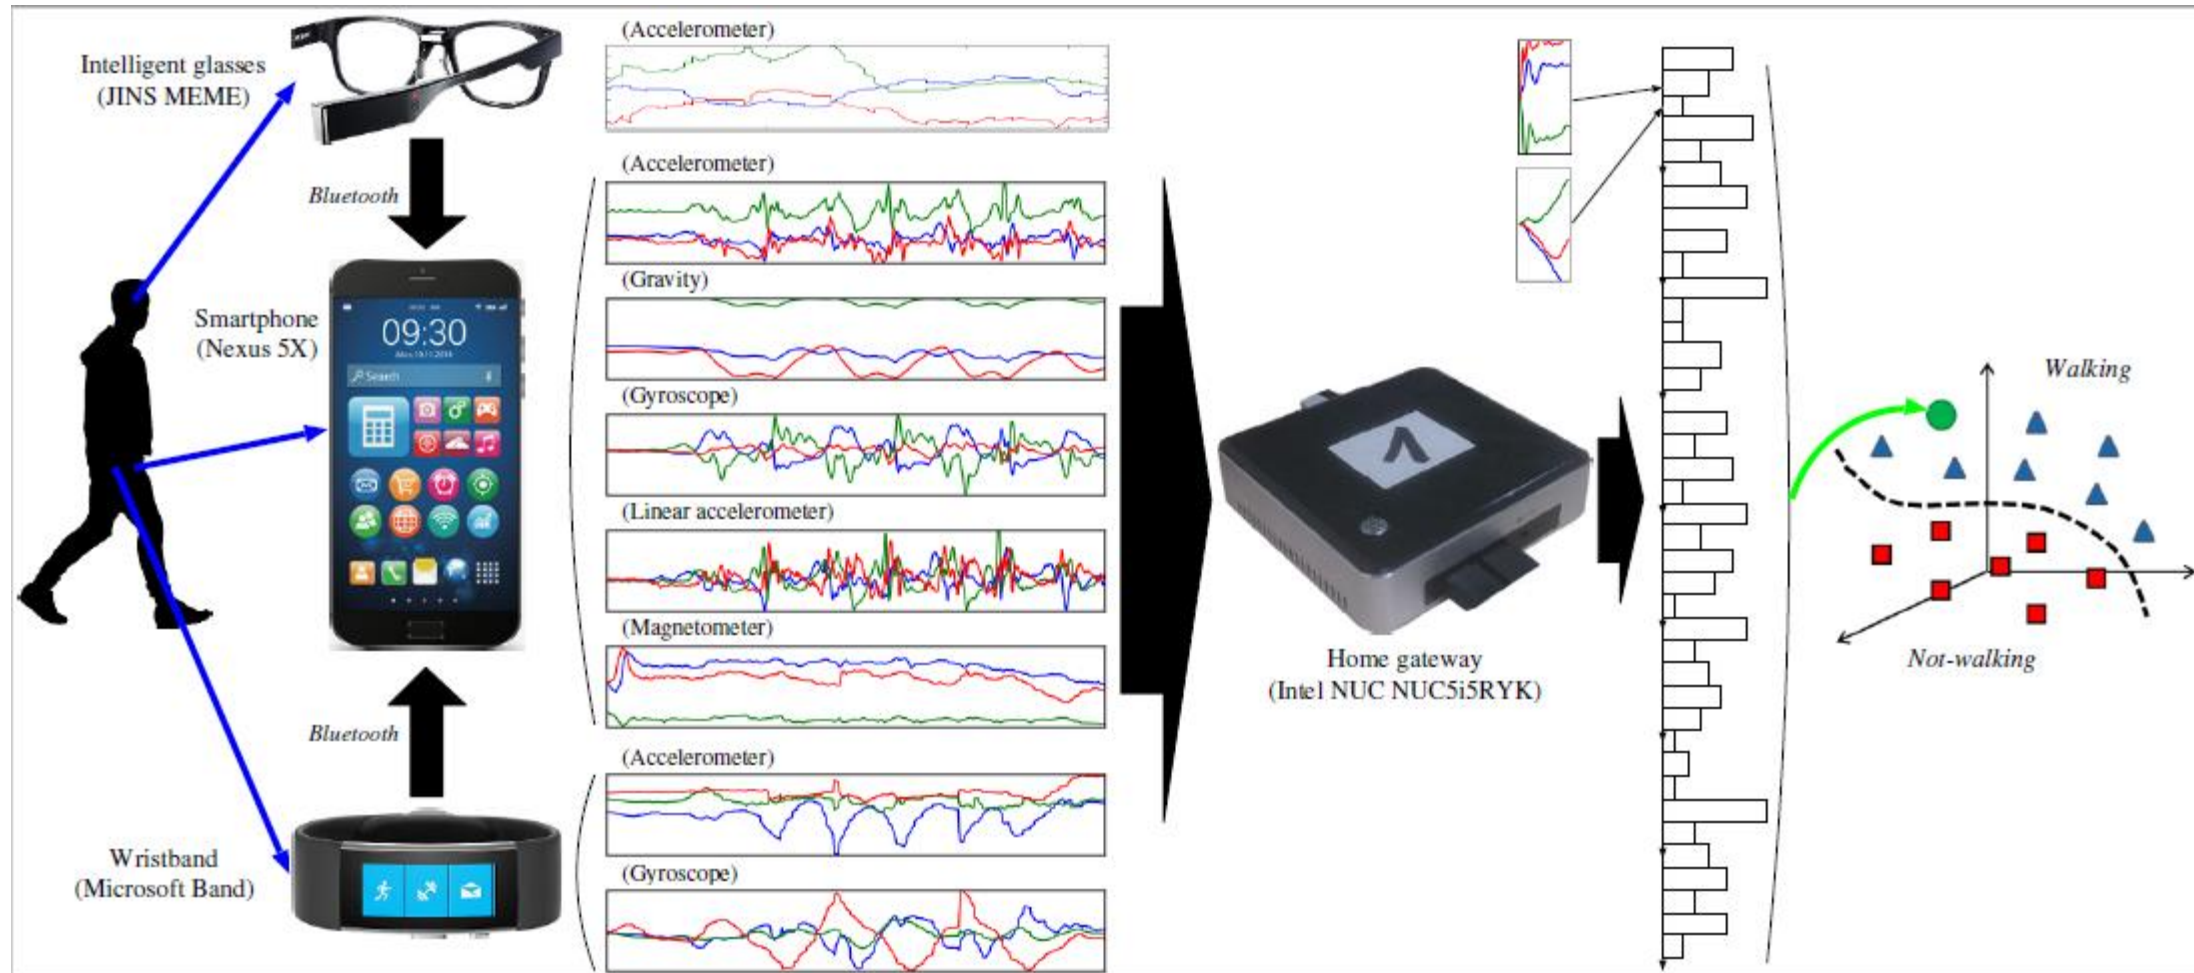 Intelligent glasses
(JINS MEME)
(Accelerometer)
Bluetooth
(Accelerometer)
(Gravity)
Smartphone
(Nexus 5X)
09:30
Search
(Gyroscope)
(Linear accelerometer)
(Magnetometer)
Bluetooth
(Accelerometer)
Wristband
(Microsoft Band)
(Gyroscope)
Home gateway
(Intel NUC NUC5i5RYK)
Walking
Not-walking